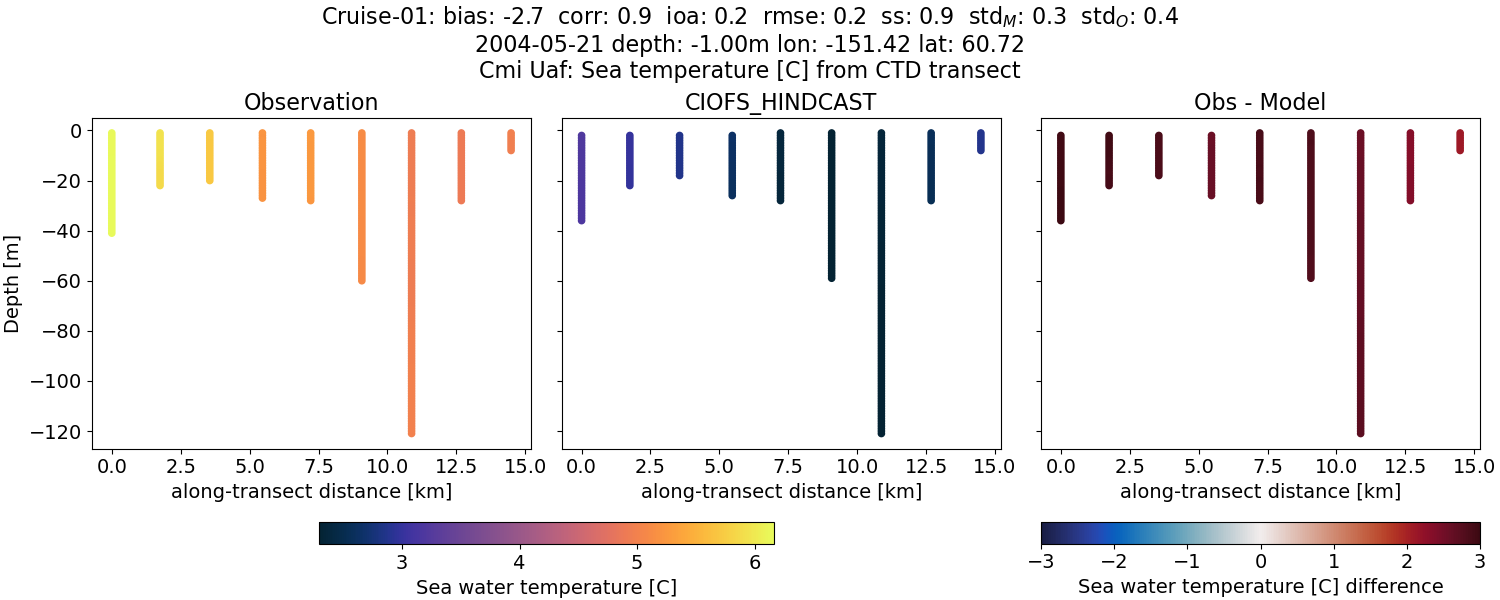 Cruise-01: bias: -2.7 corr: 0.9 ioa: 0.2 rmse: 0.2 ss: 0.9 std_M: 0.3 std_O: 0.4
2004-05-21 depth: -1.00m lon: -151.42 lat: 60.72
Cmi Uaf: Sea temperature [C] from CTD transect
Observation
CIOFS_HINDCAST
Obs - Model
Depth [m]
0
−20
−40
−60
−80
−100
−120
0.0 2.5 5.0 7.5 10.0 12.5 15.0
along-transect distance [km]
0.0 2.5 5.0 7.5 10.0 12.5 15.0
along-transect distance [km]
0.0 2.5 5.0 7.5 10.0 12.5 15.0
along-transect distance [km]
3 4 5 6
Sea water temperature [C]
−3 −2 −1 0 1 2 3
Sea water temperature [C] difference